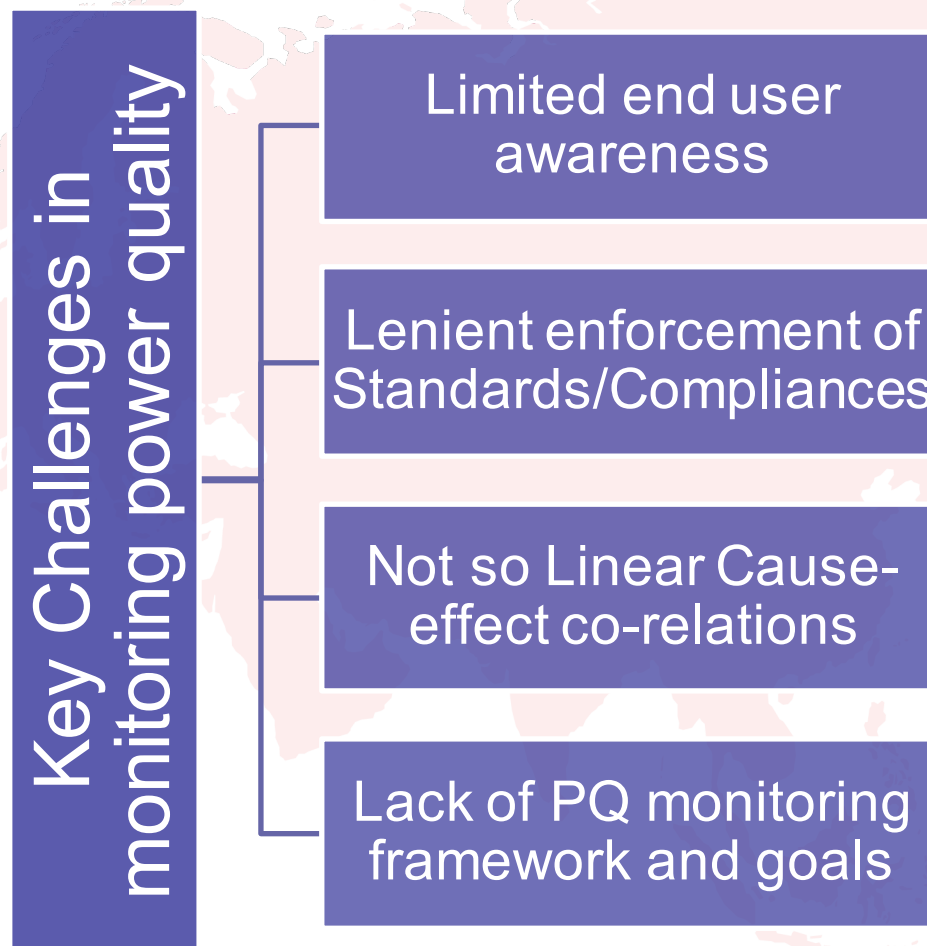 Key Challenges in
monitoring power quality
Limited end user
awareness
Lenient enforcement of
Standards/Compliances
Not so Linear Cause-
effect co-relations
Lack of PQ monitoring
framework and goals